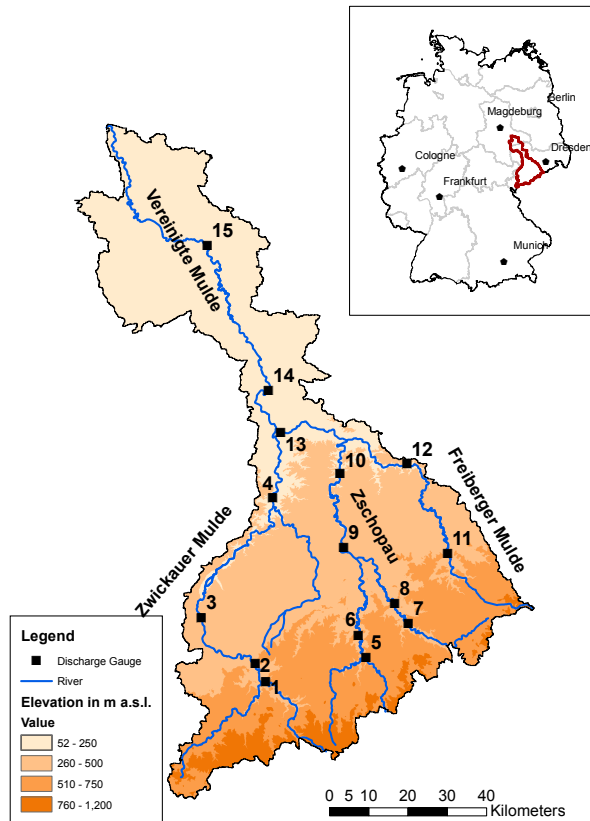 Berlin
Magdeburg
Dresden
Cologne
Frankfurt
Munich
Vereinigte Mulde
15
14
13
12
10
4
Freiberger Mulde
Zschopau
Zwickauer Mulde
11
9
8
3
7
6
5
2
1
Legend
Discharge Gauge
River
Elevation in m a.s.l.
Value
52 - 250
260 - 500
510 - 750
760 - 1,200
0 5 10 20 30 40
Kilometers